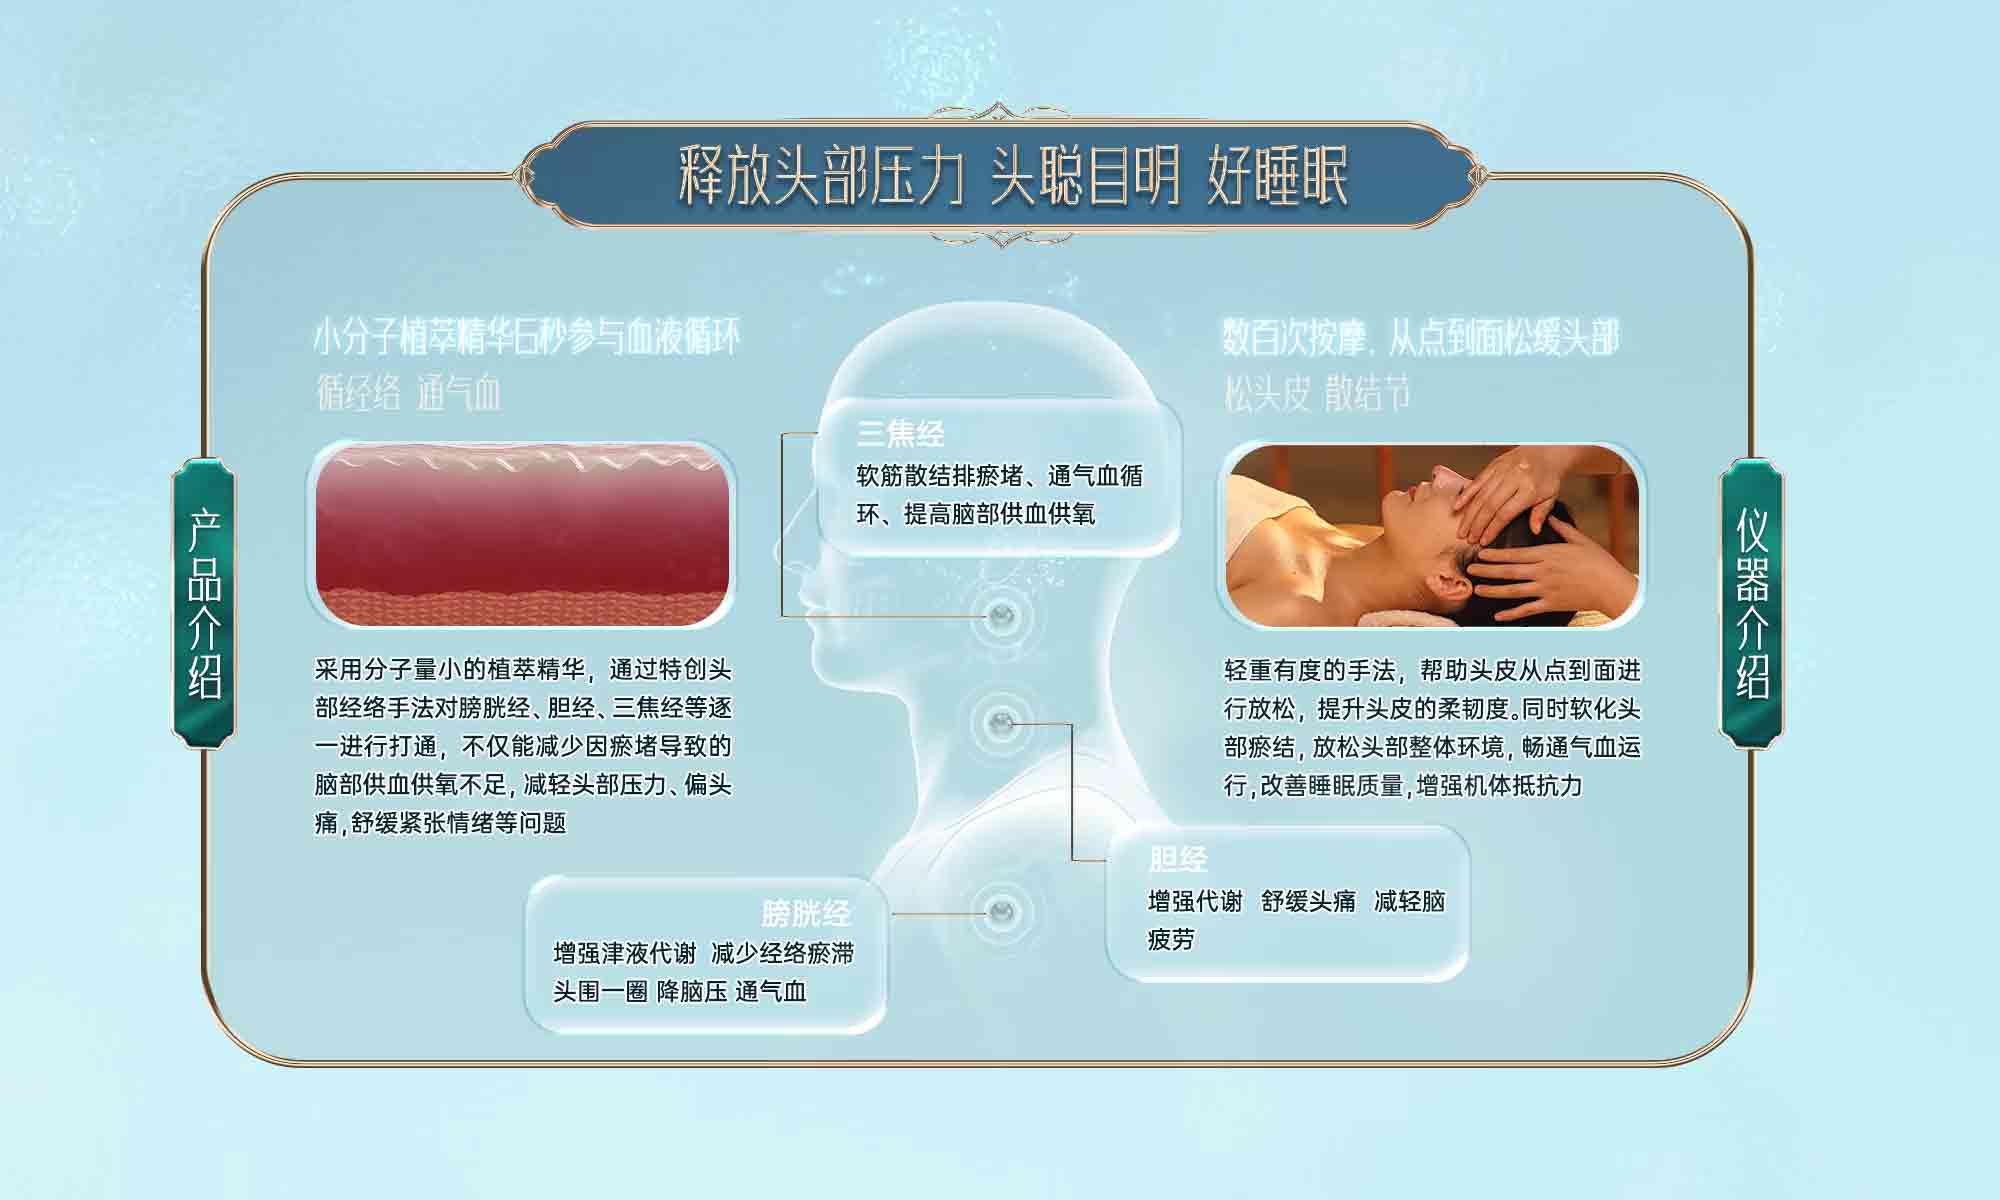 释放头部压力 头聪目明 好睡眠
产品介绍
小分子植萃精华6秒参与血液循环
循经络 通气血
采用分子量小的植萃精华，通过特创头
部经络手法对膀胱经、胆经、三焦经等逐
一进行打通，不仅能减少因瘀堵导致的
脑部供血供氧不足，减轻头部压力、偏头
痛，舒缓紧张情绪等问题
三焦经
软筋散结排瘀堵、通气血循
环、提高脑部供血供氧
膀胱经
增强津液代谢 减少经络瘀滞
头围一圈 降脑压 通气血
胆经
增强代谢 舒缓头痛 减轻脑
疲劳
数百次按摩，从点到面松缓头部
松头皮 散结节
轻重有度的手法，帮助头皮从点到面进
行放松，提升头皮的柔韧度。同时软化头
部瘀结，放松头部整体环境，畅通气血运
行，改善睡眠质量，增强机体抵抗力
仪器介绍